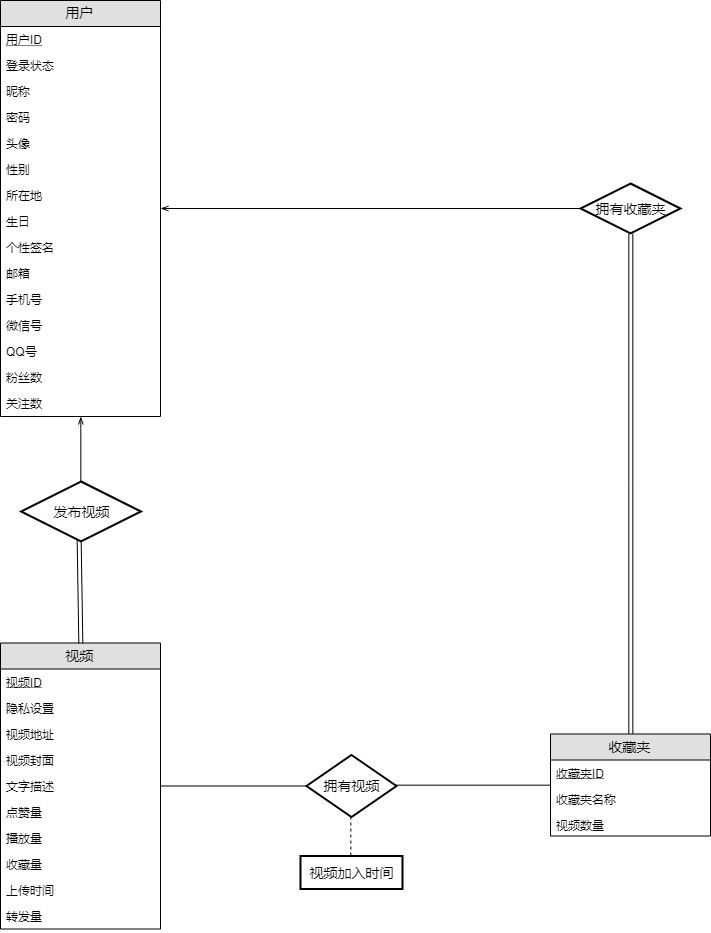 用户
用户ID
登录状态
昵称
密码
头像
性别
所在地
生日
个性签名
邮箱
手机号
微信号
QQ号
粉丝数
关注数
拥有收藏夹
发布视频
视频
视频ID
隐私设置
视频地址
视频封面
文字描述
点赞量
播放量
收藏量
上传时间
转发量
拥有视频
视频加入时间
收藏夹
收藏夹ID
收藏夹名称
视频数量